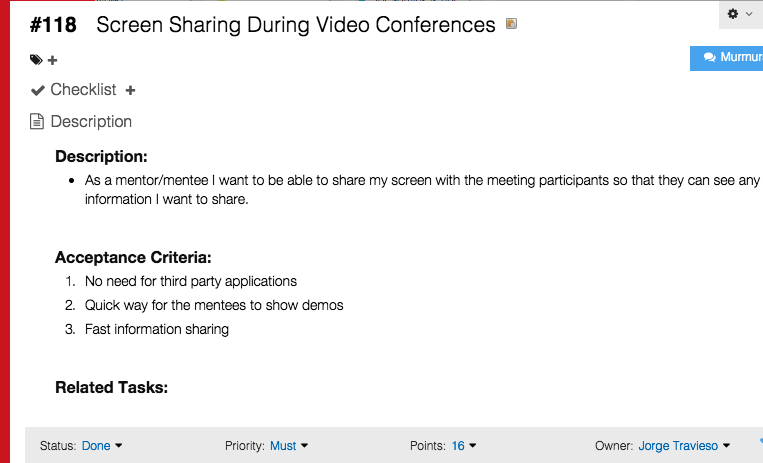 #118 Screen Sharing During Video Conferences
Murmur
Checklist
Description
Description:
• As a mentor/mentee I want to be able to share my screen with the meeting participants so that they can see any
information I want to share.
Acceptance Criteria:
1. No need for third party applications
2. Quick way for the mentees to show demos
3. Fast information sharing
Related Tasks:
Status: Done Priority: Must Points: 16 Owner: Jorge Travieso